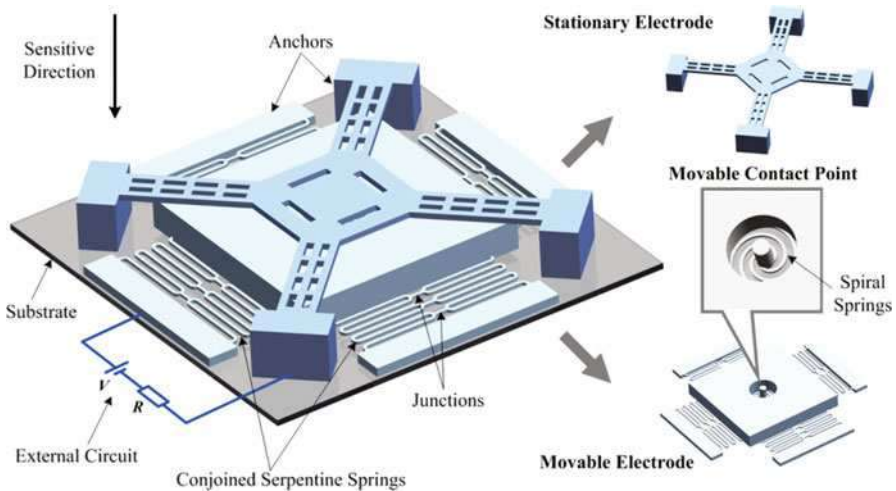 Sensitive
Direction
Anchors
Stationary Electrode
Movable Contact Point
Spiral
Springs
Substrate
V
R
Junctions
External Circuit
Conjoined Serpentine Springs
Movable Electrode